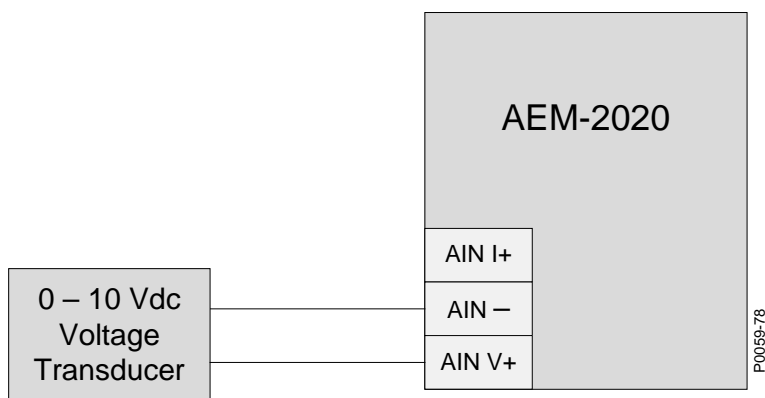 AEM-2020
AIN I+
AIN –
AIN V+
0 – 10 Vdc
Voltage
Transducer
P0059-78